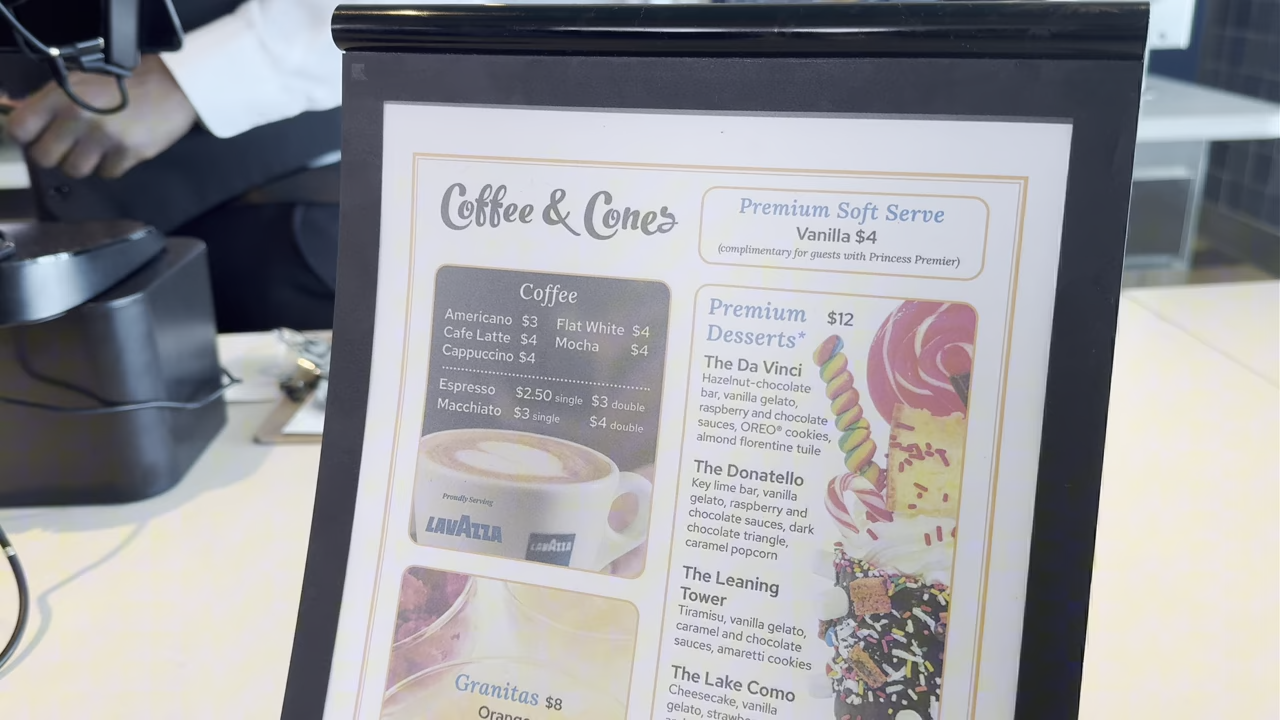 Coffee & Cones
Premium Soft Serve
Vanilla $4
(complimentary for guests with Princess Premier)
Coffee
Americano $3
Cafe Latte $4
Cappuccino $4
Flat White $4
Mocha $4
Espresso $2.50 single $3 double
Macchiato $3 single $4 double
Proudly Serving
LAVAZZA
LAVAZZA
Granitas $8
Orange
Premium
Desserts* $12
The Da Vinci
Hazelnut-chocolate
bar, vanilla gelato,
raspberry and chocolate
sauces, OREO® cookies,
almond florentine tuile
The Donatello
Key lime bar, vanilla
gelato, raspberry and
chocolate sauces, dark
chocolate triangle,
caramel popcorn
The Leaning
Tower
Tiramisu, vanilla gelato,
caramel and chocolate
sauces, amaretti cookies
The Lake Como
Cheesecake, vanilla
gelato,